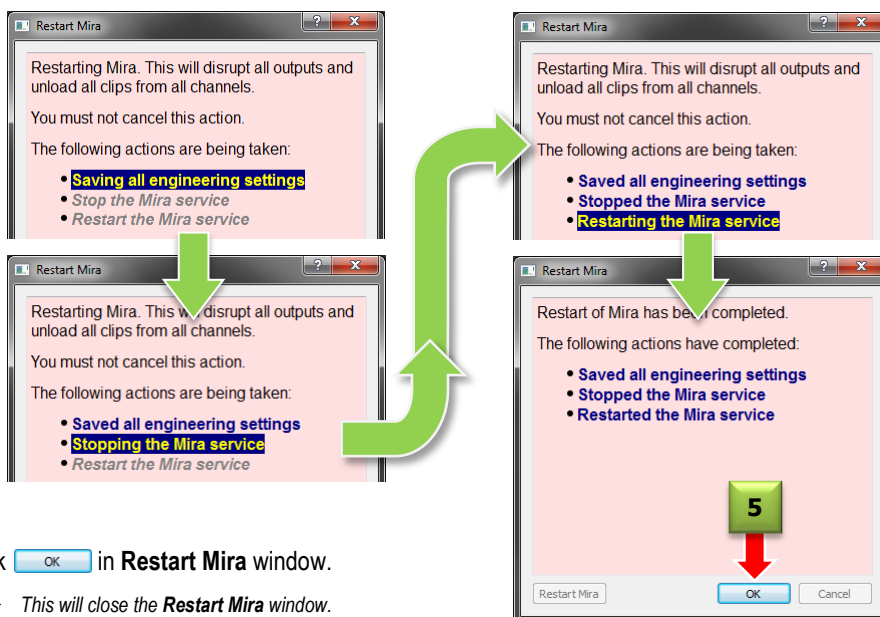 Restart Mira
Restarting Mira. This will disrupt all outputs and
unload all clips from all channels.
You must not cancel this action.
The following actions are being taken:
• Saving all engineering settings
• Stop the Mira service
• Restart the Mira service
Restart Mira
Restarting Mira. This will disrupt all outputs and
unload all clips from all channels.
You must not cancel this action.
The following actions are being taken:
• Saved all engineering settings
• Stopping the Mira service
• Restart the Mira service
Restart Mira
Restarting Mira. This will disrupt all outputs and
unload all clips from all channels.
You must not cancel this action.
The following actions are being taken:
• Saved all engineering settings
• Stopped the Mira service
• Restarting the Mira service
Restart Mira
Restart of Mira has been completed.
The following actions have completed:
• Saved all engineering settings
• Stopped the Mira service
• Restarted the Mira service
5
Restart Mira OK Cancel
k OK in Restart Mira window.
This will close the Restart Mira window.